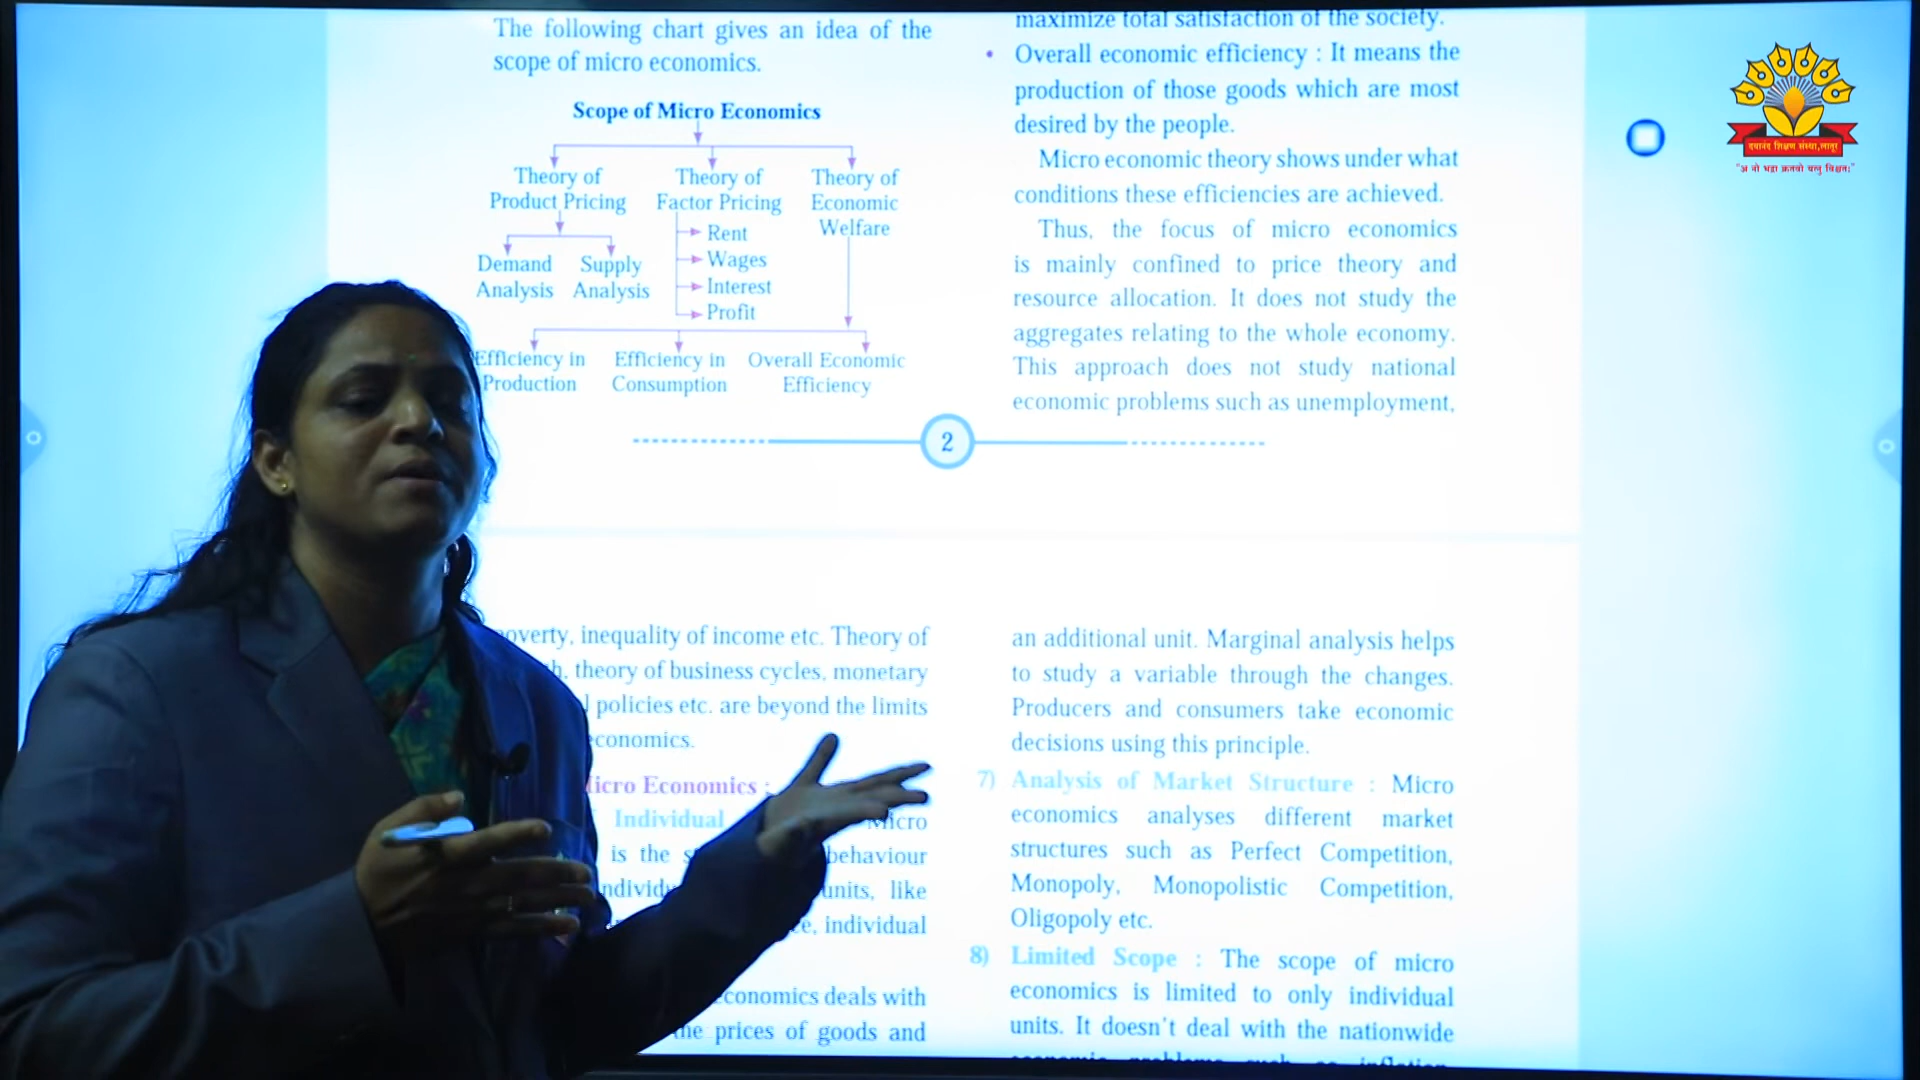 The following chart gives an idea of the
scope of micro economics.
Scope of Micro Economics
Theory of
Product Pricing
Theory of
Factor Pricing
Theory of
Economic
Welfare
Demand
Analysis
Supply
Analysis
Rent
Wages
Interest
Profit
Efficiency in
Production
Efficiency in
Consumption
Overall Economic
Efficiency
maximize total satisfaction of the society.
• Overall economic efficiency : It means the
production of those goods which are most
desired by the people.
Micro economic theory shows under what
conditions these efficiencies are achieved.
Thus, the focus of micro economics
is mainly confined to price theory and
resource allocation. It does not study the
aggregates relating to the whole economy.
This approach does not study national
economic problems such as unemployment,
2
poverty, inequality of income etc. Theory of
theory of business cycles, monetary
policies etc. are beyond the limits
economics.
Micro Economics :
Individual Micro
is the behaviour
units, like
individual
economics deals with
the prices of goods and
an additional unit. Marginal analysis helps
to study a variable through the changes.
Producers and consumers take economic
decisions using this principle.
7) Analysis of Market Structure : Micro
economics analyses different market
structures such as Perfect Competition,
Monopoly, Monopolistic Competition,
Oligopoly etc.
8) Limited Scope : The scope of micro
economics is limited to only individual
units. It doesn't deal with the nationwide
economic problems such as inflation,
दयानंद शिक्षण संस्था,लातूर